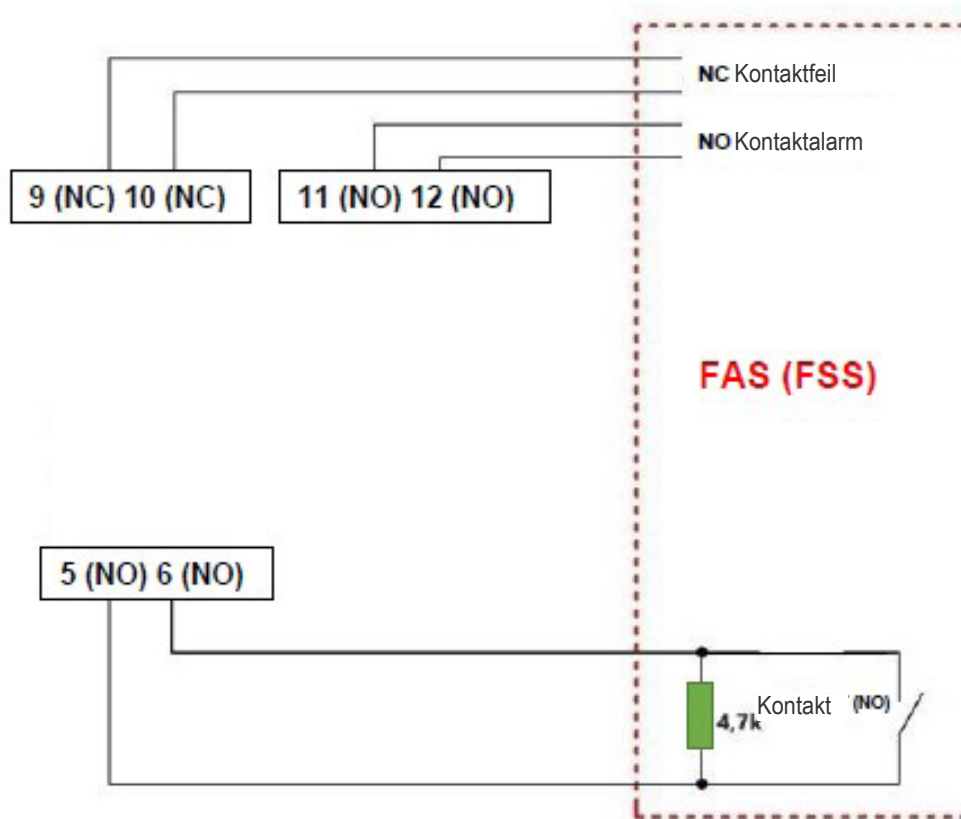 NC Kontaktfeil
NO Kontaktalarm
9 (NC) 10 (NC)
11 (NO) 12 (NO)
FAS (FSS)
5 (NO) 6 (NO)
Kontakt (NO)
4,7k